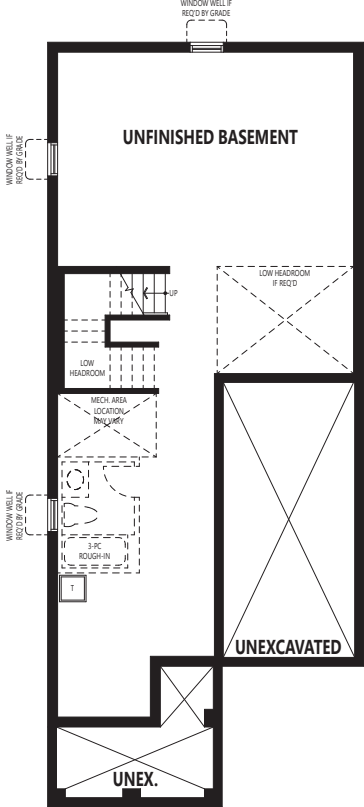 WINDOW WELL IF
REQ'D BY GRADE
UNFINISHED BASEMENT
WINDOW WELL IF
REQ'D BY GRADE
LOW HEADROOM
IF REQ'D
UP
LOW
HEADROOM
MECH. AREA
LOCATION
MAY VARY
WINDOW WELL IF
REQ'D BY GRADE
3-PC
ROUGH-IN
T
UNEXCAVATED
UNEX.